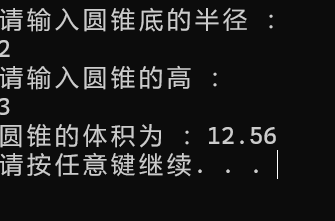 请输入圆锥底的半径 :
2
请输入圆锥的高 :
3
圆锥的体积为 : 12.56
请按任意键继续. . .